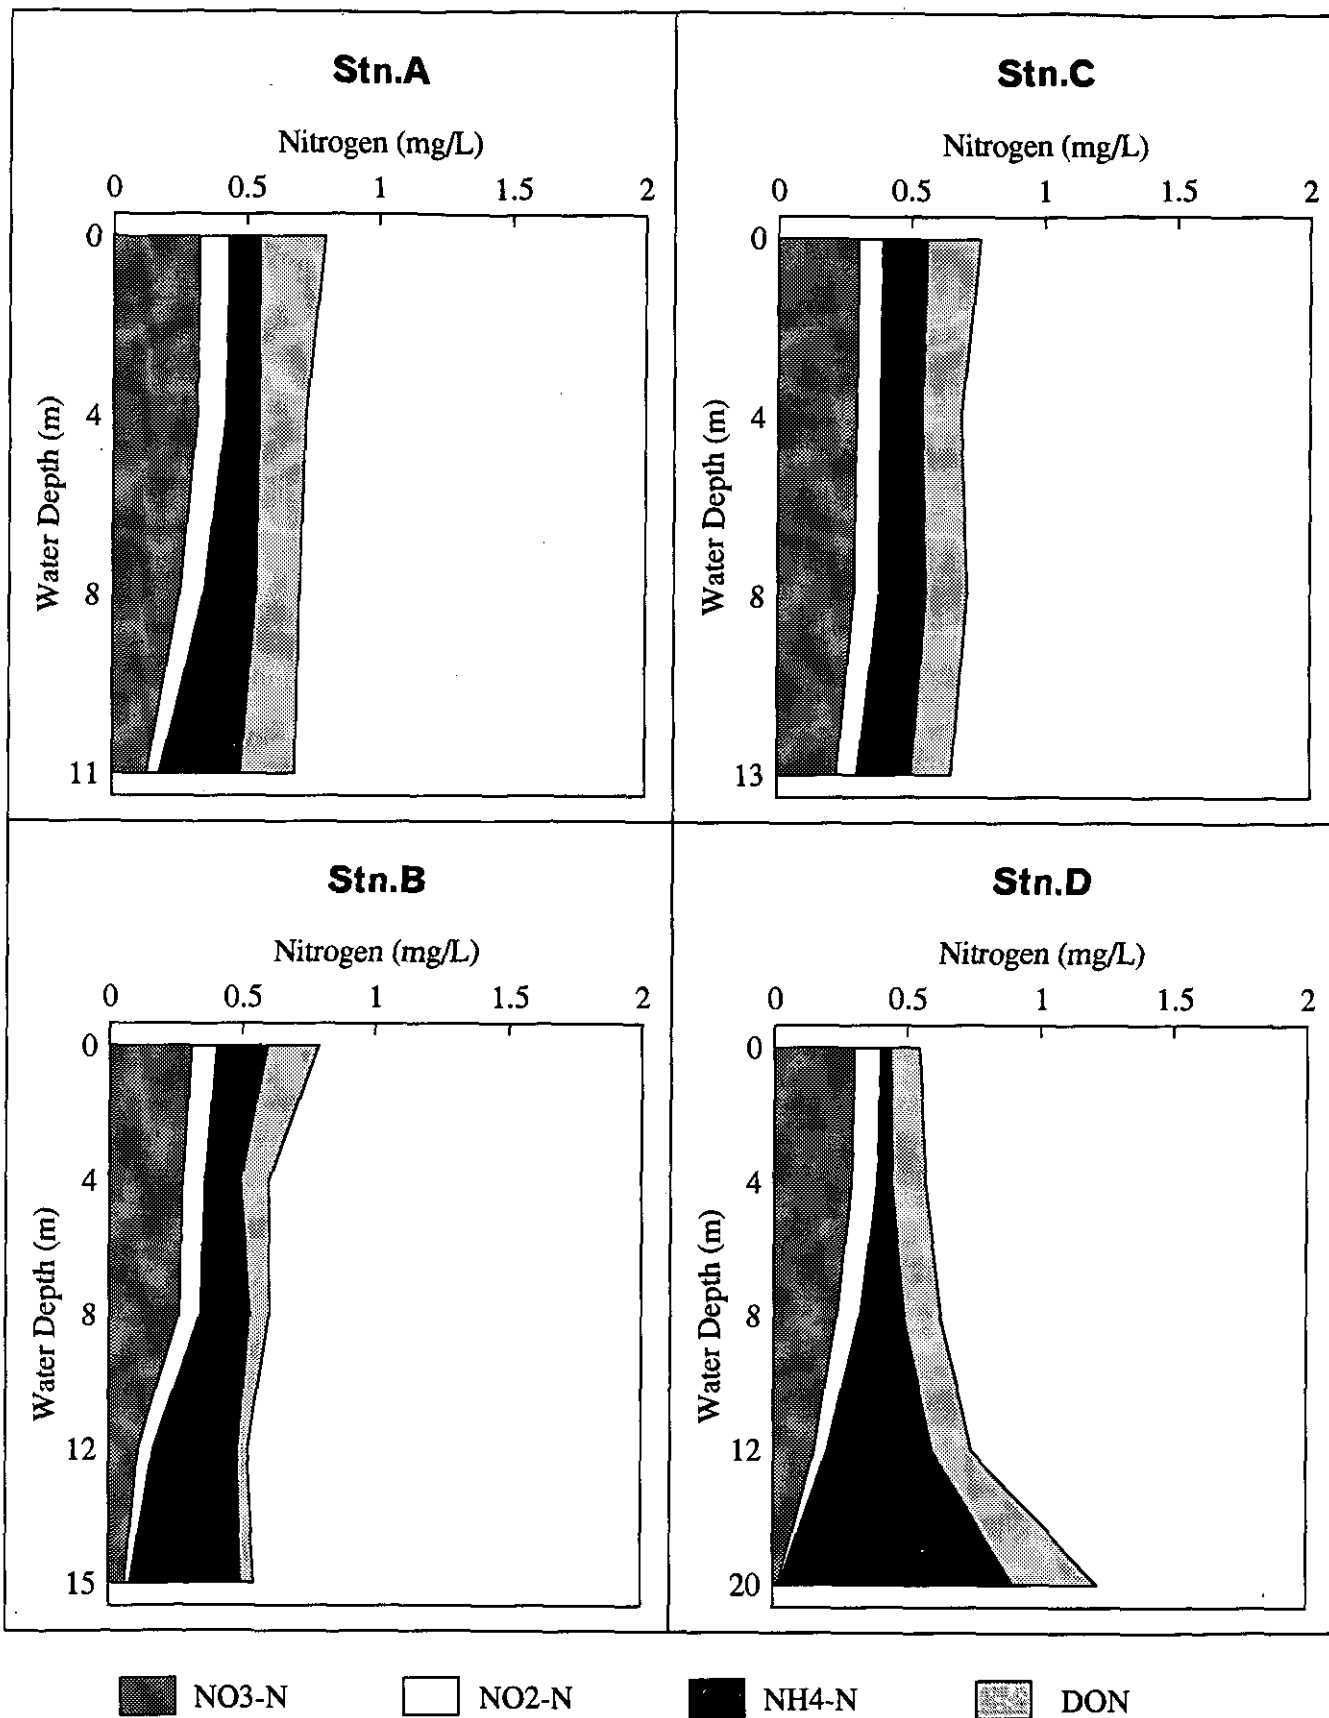 Stn.A
Nitrogen (mg/L)
0 0.5 1 1.5 2
Water Depth (m)
0
4
8
11
Stn.C
Nitrogen (mg/L)
0 0.5 1 1.5 2
Water Depth (m)
0
4
8
13
Stn.B
Nitrogen (mg/L)
0 0.5 1 1.5 2
Water Depth (m)
0
4
8
12
15
Stn.D
Nitrogen (mg/L)
0 0.5 1 1.5 2
Water Depth (m)
0
4
8
12
20
NO3-N NO2-N NH4-N DON